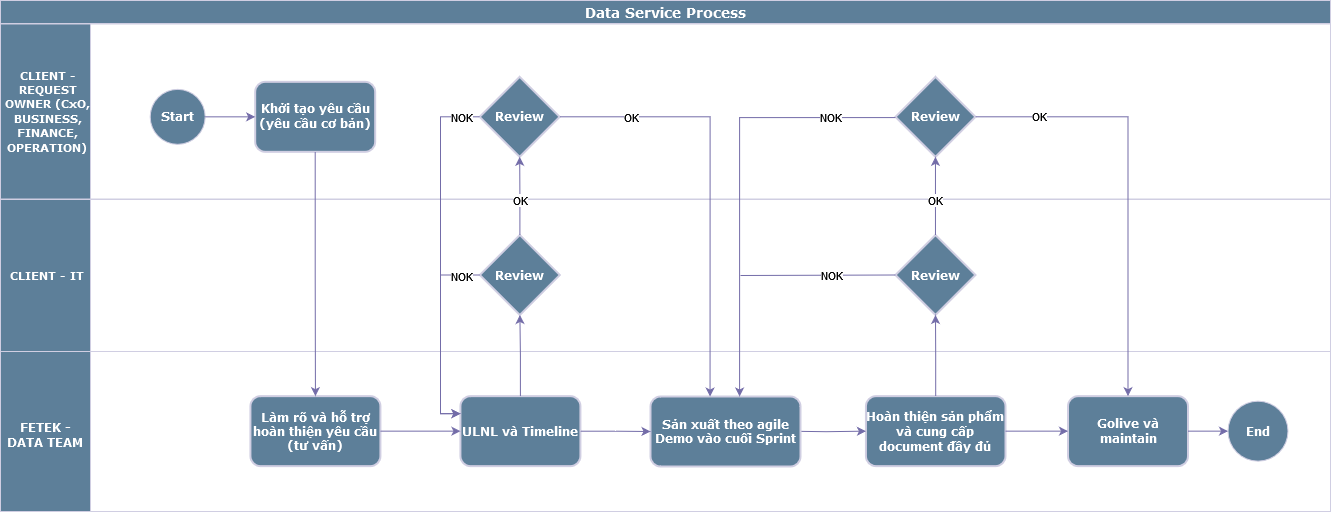 Data Service Process
CLIENT -
REQUEST
OWNER (CxO,
BUSINESS,
FINANCE,
OPERATION)
Start
Khởi tạo yêu cầu
(yêu cầu cơ bản)
NOK
Review
OK
NOK
Review
OK
OK
OK
CLIENT - IT
NOK
Review
NOK
Review
FETEK -
DATA TEAM
Làm rõ và hỗ trợ
hoàn thiện yêu cầu
(tư vấn)
ULNL và Timeline
Sản xuất theo agile
Demo vào cuối Sprint
Hoàn thiện sản phẩm
và cung cấp
document đầy đủ
Golive và
maintain
End